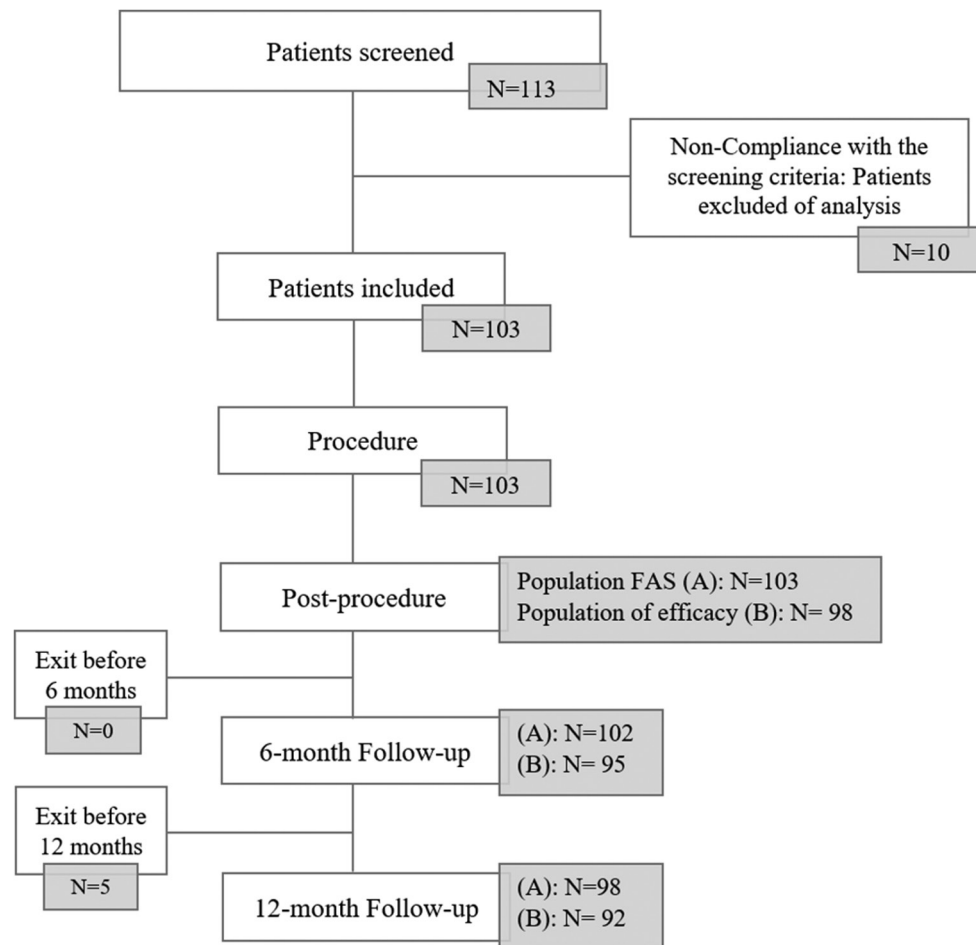 Patients screened
N=113
Non-Compliance with the
screening criteria: Patients
excluded of analysis
N=10
Patients included
N=103
Procedure
N=103
Post-procedure
Population FAS (A): N=103
Population of efficacy (B): N= 98
Exit before
6 months
N=0
6-month Follow-up
(A): N=102
(B): N= 95
Exit before
12 months
N=5
12-month Follow-up
(A): N=98
(B): N= 92